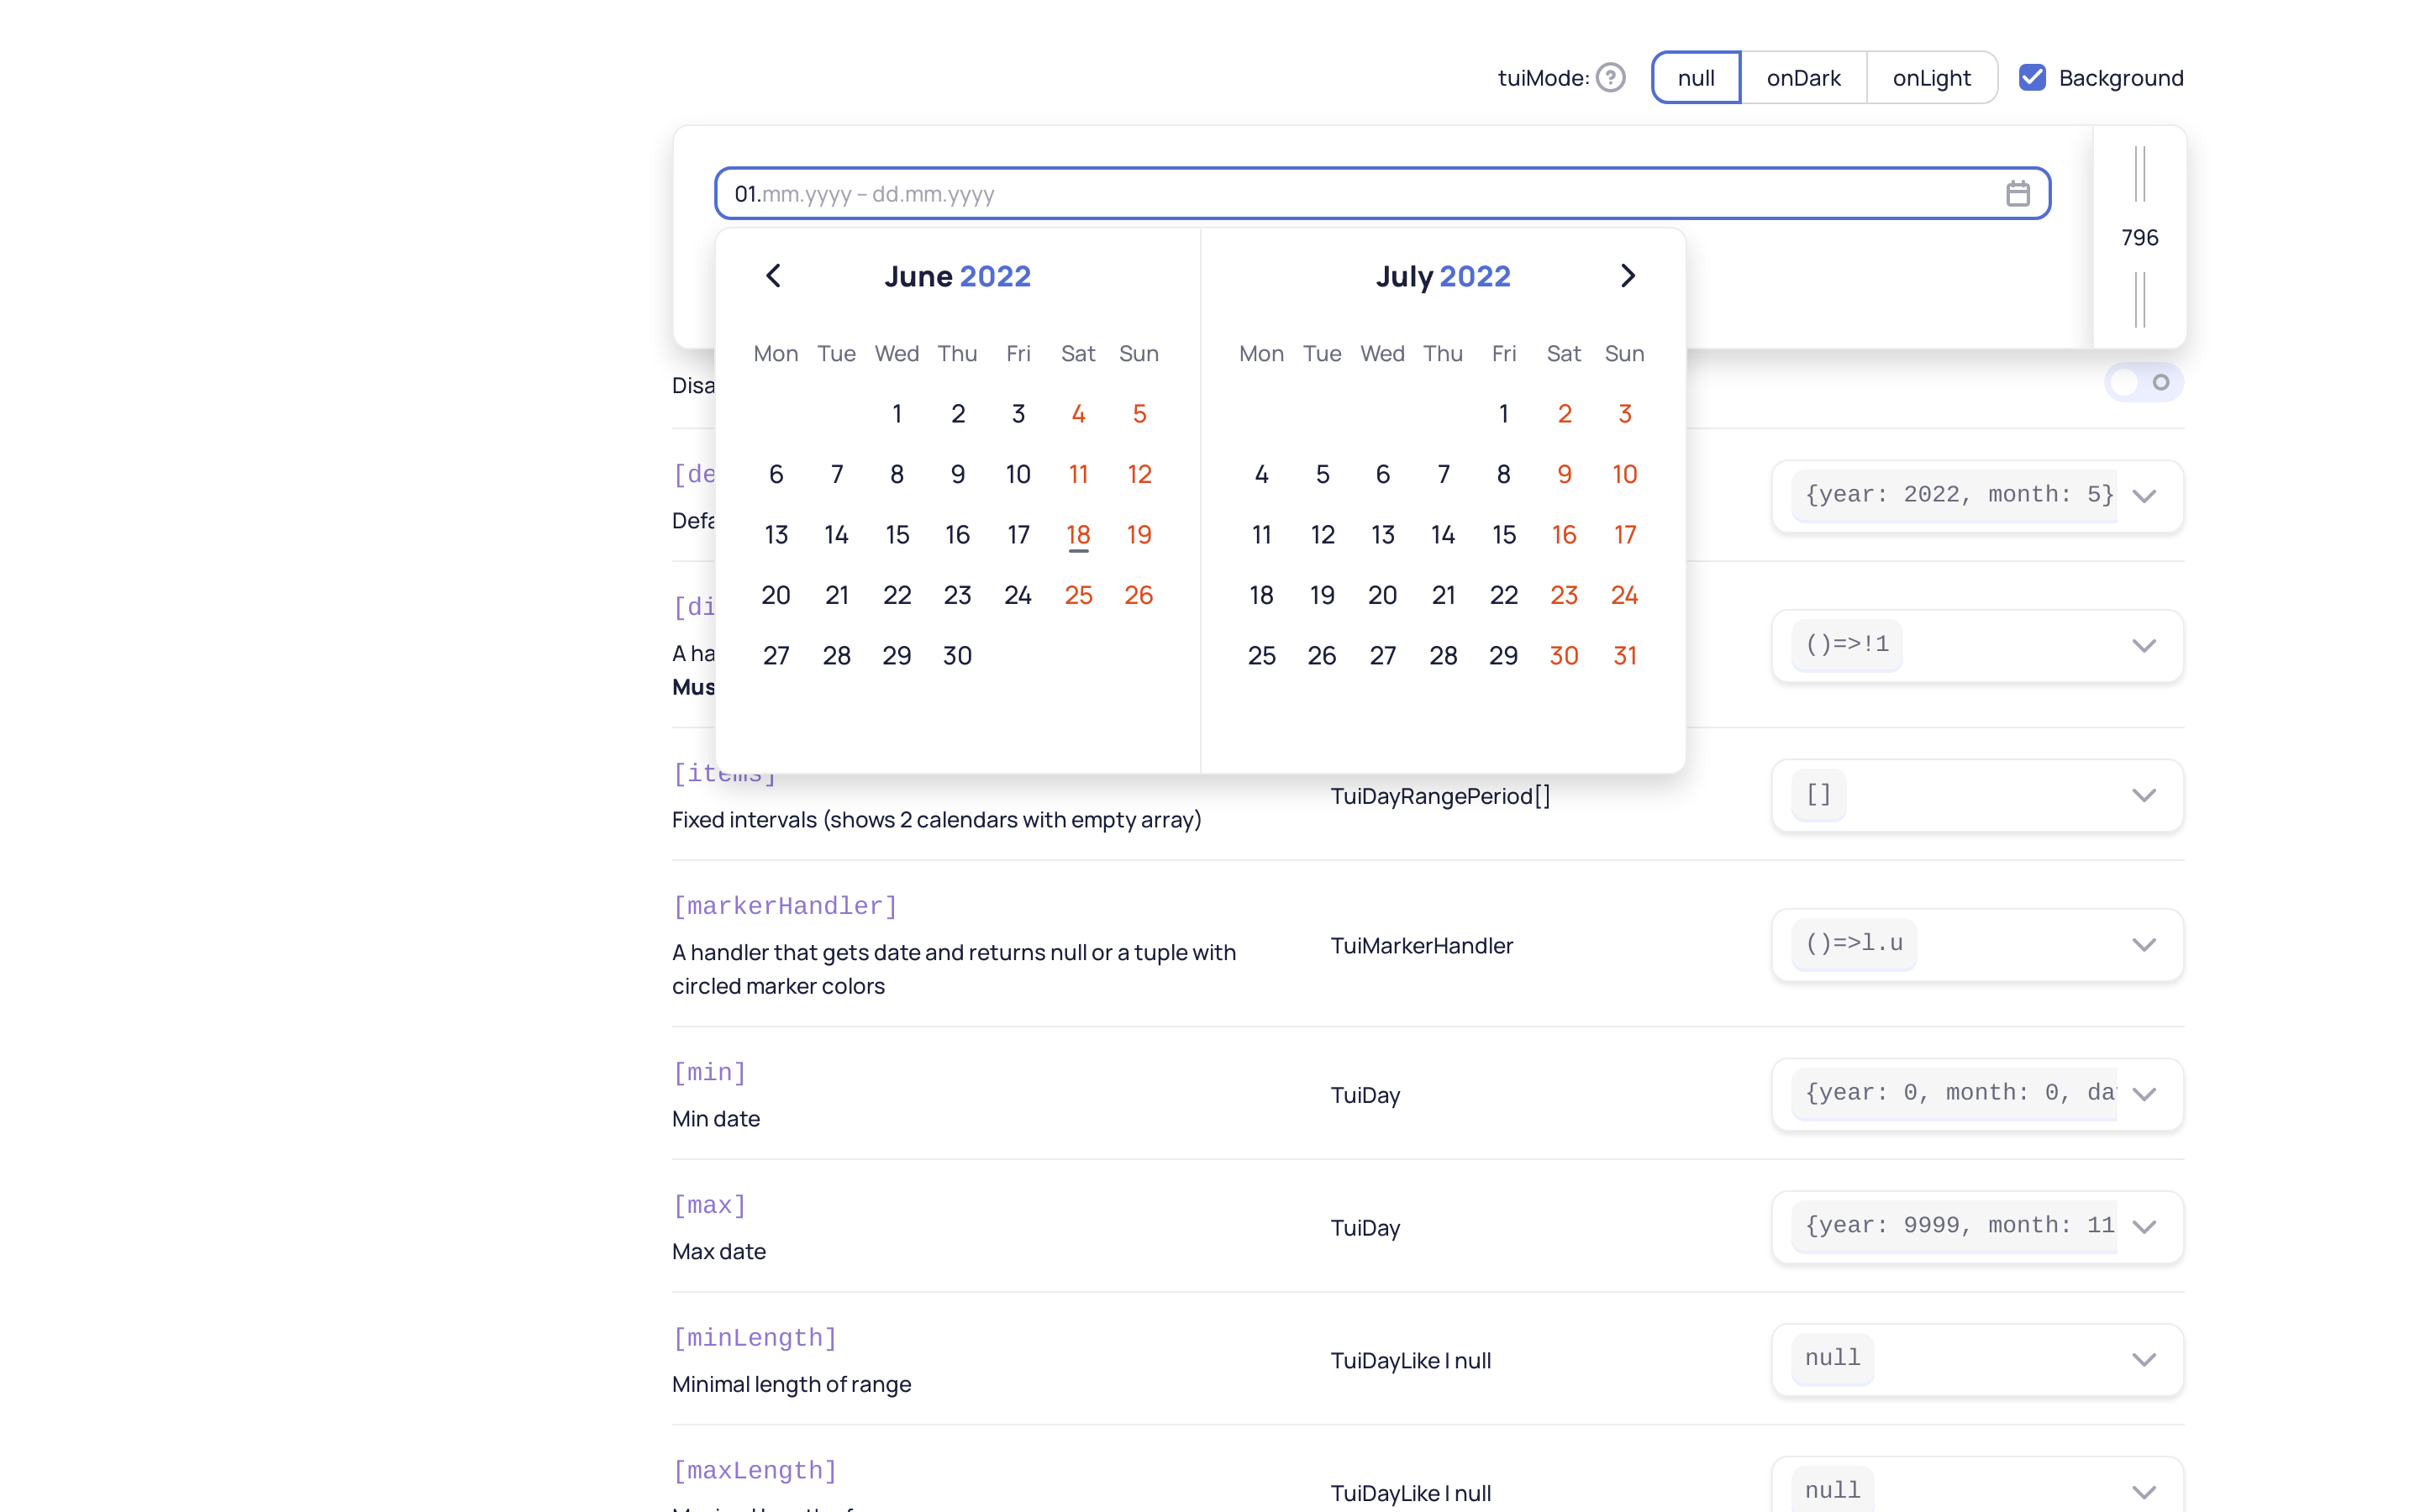 tuiMode: ? null onDark onLight Background
01.mm.yyyy – dd.mm.yyyy
796
June 2022
July 2022
Mon Tue Wed Thu Fri Sat Sun
1 2 3 4 5
6 7 8 9 10 11 12
13 14 15 16 17 18 19
20 21 22 23 24 25 26
27 28 29 30
Mon Tue Wed Thu Fri Sat Sun
1 2 3
4 5 6 7 8 9 10
11 12 13 14 15 16 17
18 19 20 21 22 23 24
25 26 27 28 29 30 31
Disa
[de
Defa
{year: 2022, month: 5}
[di
A ha
Mus
()=>!1
[items]
Fixed intervals (shows 2 calendars with empty array)
TuiDayRangePeriod[]
[]
[markerHandler]
A handler that gets date and returns null or a tuple with
circled marker colors
TuiMarkerHandler
()=>l.u
[min]
Min date
TuiDay
{year: 0, month: 0, da
[max]
Max date
TuiDay
{year: 9999, month: 11
[minLength]
Minimal length of range
TuiDayLike | null
null
[maxLength]
TuiDayLike | null
null